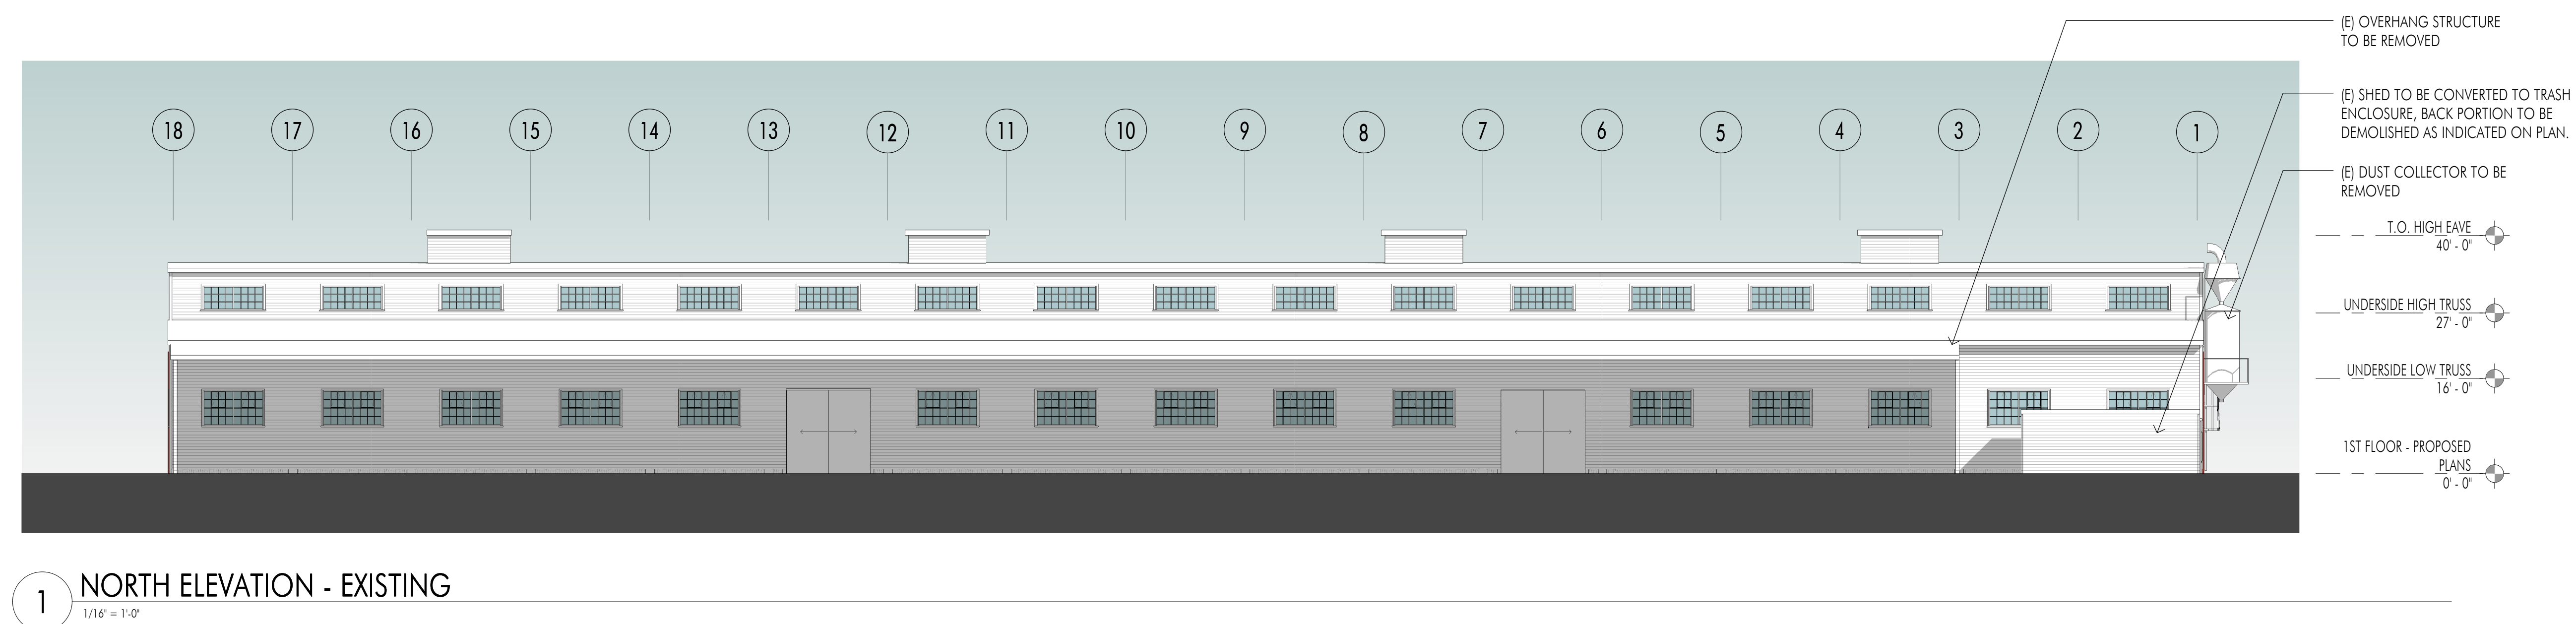 (E) OVERHANG STRUCTURE
TO BE REMOVED
(E) SHED TO BE CONVERTED TO TRASH
ENCLOSURE, BACK PORTION TO BE
DEMOLISHED AS INDICATED ON PLAN.
(E) DUST COLLECTOR TO BE
REMOVED
18 17 16 15 14 13 12 11 10 9 8 7 6 5 4 3 2 1
T.O. HIGH EAVE
40' - 0"
UNDERSIDE HIGH TRUSS
27' - 0"
UNDERSIDE LOW TRUSS
16' - 0"
1ST FLOOR - PROPOSED
PLANS
0' - 0"
1 NORTH ELEVATION - EXISTING
1/16" = 1'-0"